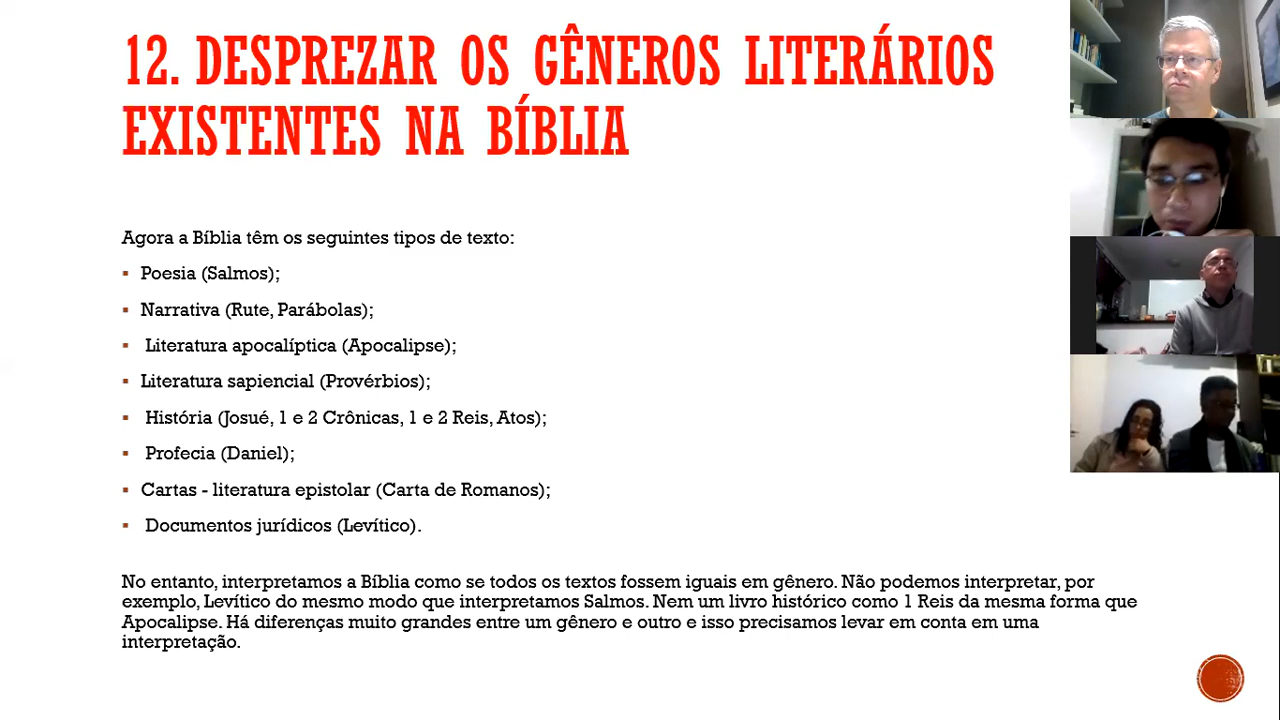 12. DESPREZAR OS GÊNEROS LITERÁRIOS
EXISTENTES NA BÍBLIA
Agora a Bíblia têm os seguintes tipos de texto:
▪ Poesia (Salmos);
▪ Narrativa (Rute, Parábolas);
▪ Literatura apocalíptica (Apocalipse);
▪ Literatura sapiencial (Provérbios);
▪ História (Josué, 1 e 2 Crônicas, 1 e 2 Reis, Atos);
▪ Profecia (Daniel);
▪ Cartas - literatura epistolar (Carta de Romanos);
▪ Documentos jurídicos (Levítico).
No entanto, interpretamos a Bíblia como se todos os textos fossem iguais em gênero. Não podemos interpretar, por
exemplo, Levítico do mesmo modo que interpretamos Salmos. Nem um livro histórico como 1 Reis da mesma forma que
Apocalipse. Há diferenças muito grandes entre um gênero e outro e isso precisamos levar em conta em uma
interpretação.